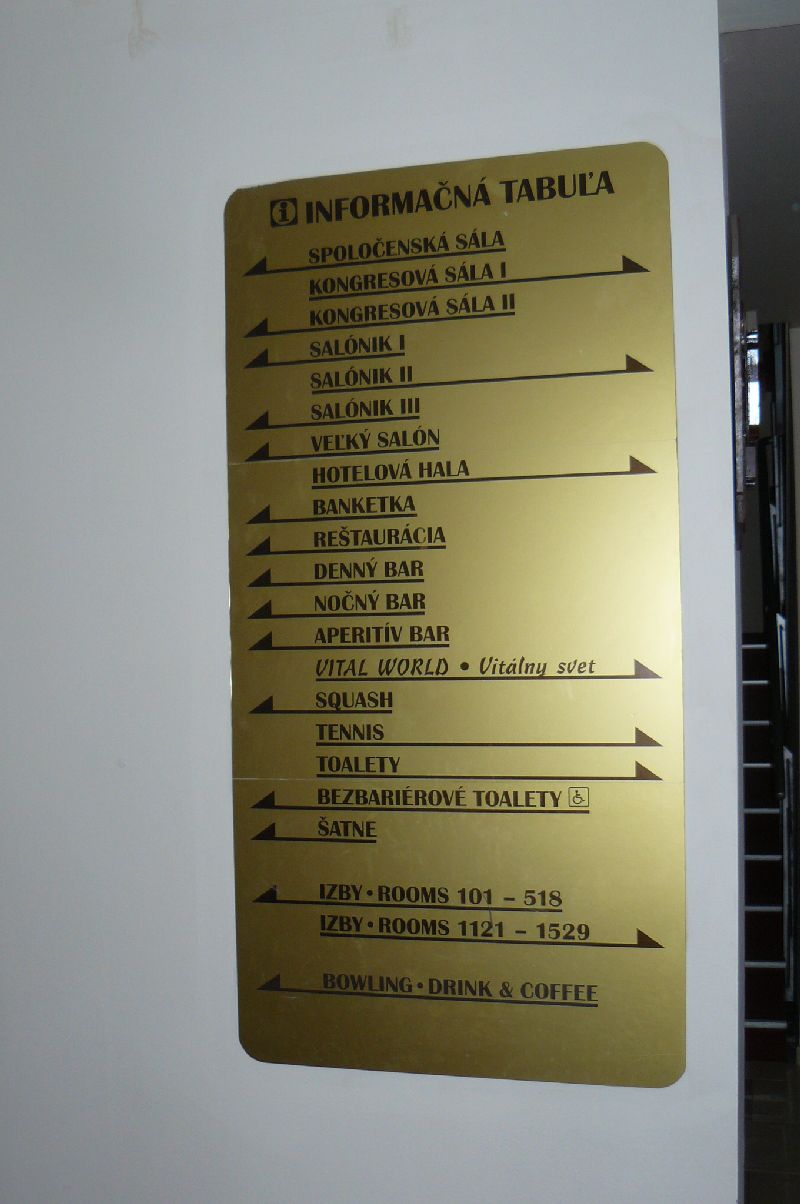 i INFORMAČNÁ TABUĽA
SPOLOČENSKÁ SÁLA
KONGRESOVÁ SÁLA I
KONGRESOVÁ SÁLA II
SALÓNIK I
SALÓNIK II
SALÓNIK III
VEĽKÝ SALÓN
HOTELOVÁ HALA
BANKETKA
REŠTAURÁCIA
DENNÝ BAR
NOČNÝ BAR
APERITÍV BAR
VITAL WORLD • Vitálny svet
SQUASH
TENNIS
TOALETY
BEZBARIÉROVÉ TOALETY
ŠATNE
IZBY • ROOMS 101 – 518
IZBY • ROOMS 1121 – 1529
BOWLING • DRINK & COFFEE